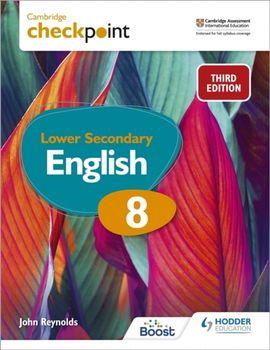 Cambridge
checkpoint
Cambridge Assessment
International Education
Endorsed for full syllabus coverage
THIRD
EDITION
Lower Secondary
English
8
John Reynolds
Boost
HODDER
EDUCATION